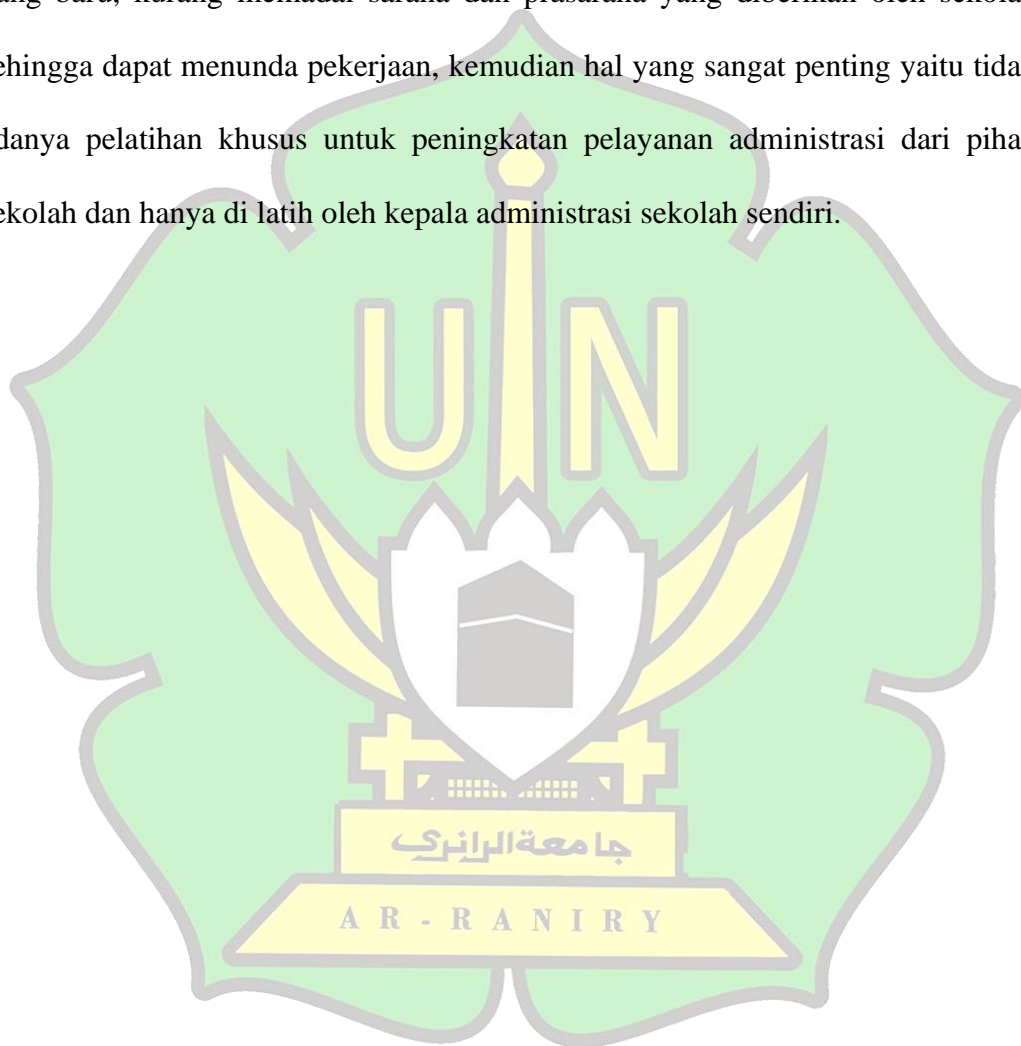 ang baru, kurang memadai sarana dan prasarana yang diberikan oleh sekola
ehingga dapat menunda pekerjaan, kemudian hal yang sangat penting yaitu tida
danya pelatihan khusus untuk peningkatan pelayanan administrasi dari piha
ekolah dan hanya di latih oleh kepala administrasi sekolah sendiri.
UIN
جامعة الرانري
AR-RANIRY